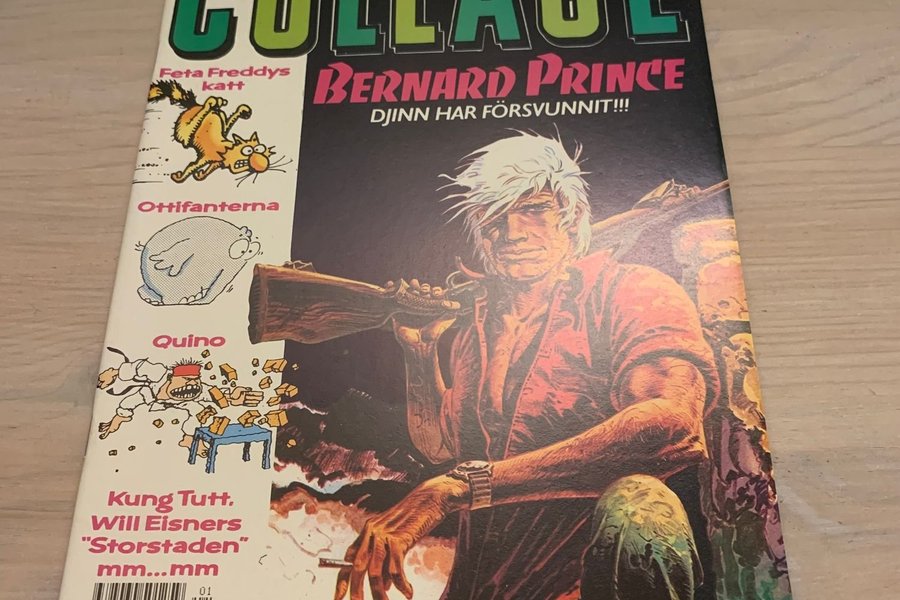 COLLAGE
Feta Freddys
katt
BERNARD PRINCE
DJINN HAR FÖRSVUNNIT!!!
Ottifanterna
Quino
Kung Tutt,
Will Eisners
"Storstaden"
mm...mm
01